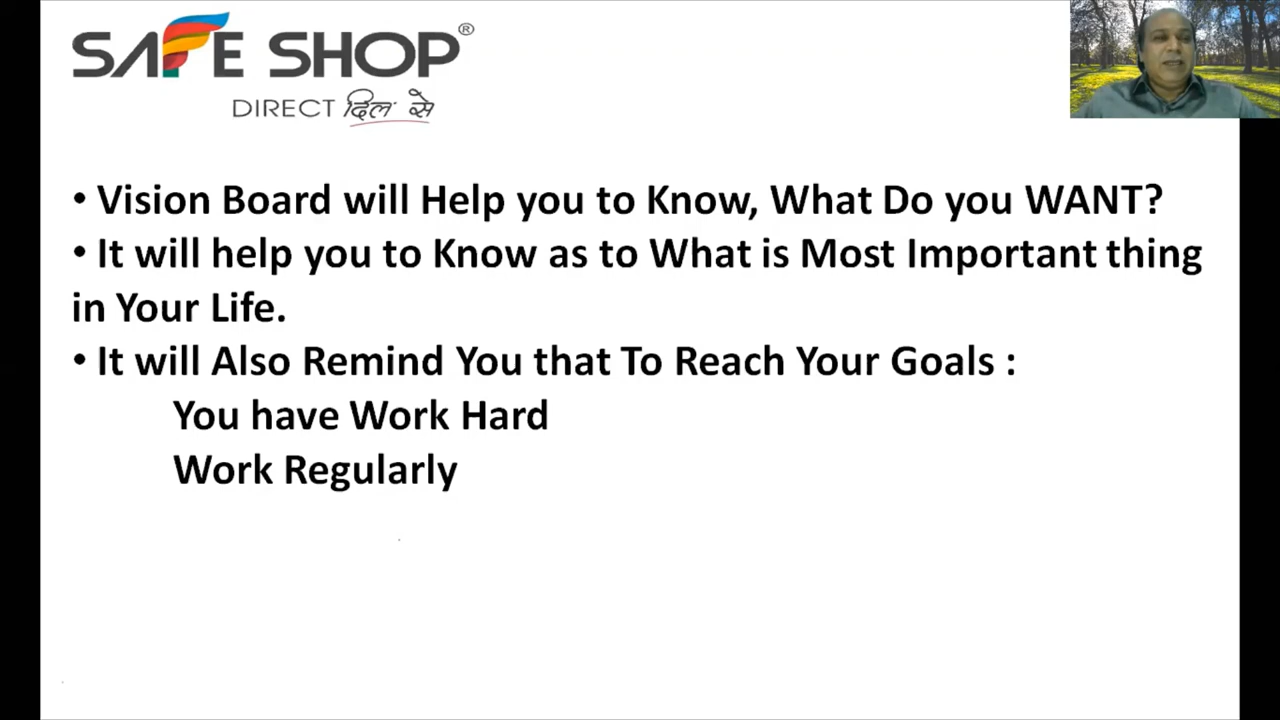 SAFE SHOP®
DIRECT दिल से
• Vision Board will Help you to Know, What Do you WANT?
• It will help you to Know as to What is Most Important thing
in Your Life.
• It will Also Remind You that To Reach Your Goals :
You have Work Hard
Work Regularly